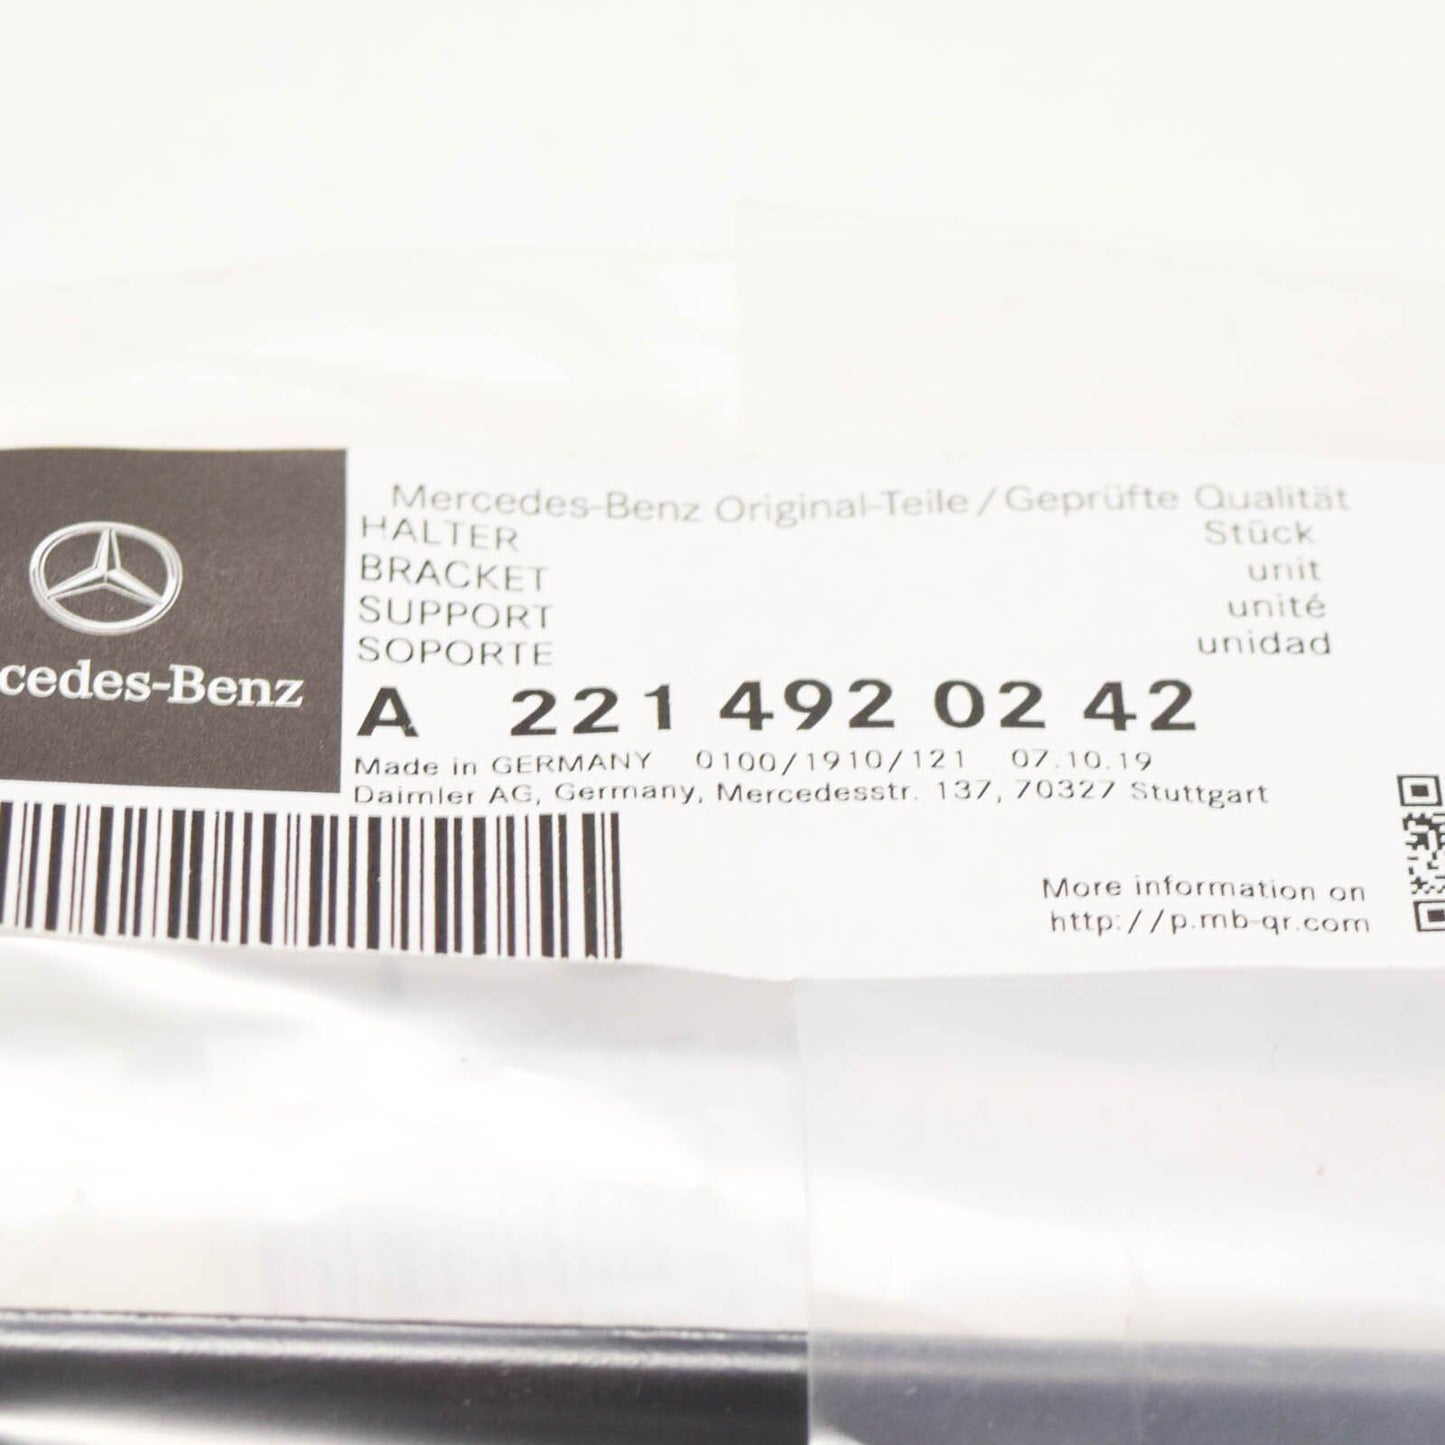 Mercedes-Benz Original-Teile / Geprüfte Qualität
HALTER Stück
BRACKET unit
SUPPORT unité
SOPORTE unidad
cedes-Benz
A 221 492 02 42
Made in GERMANY 0100/1910/121 07.10.19
Daimler AG, Germany, Mercedesstr. 137, 70327 Stuttgart
More information on
http://p.mb-qr.com